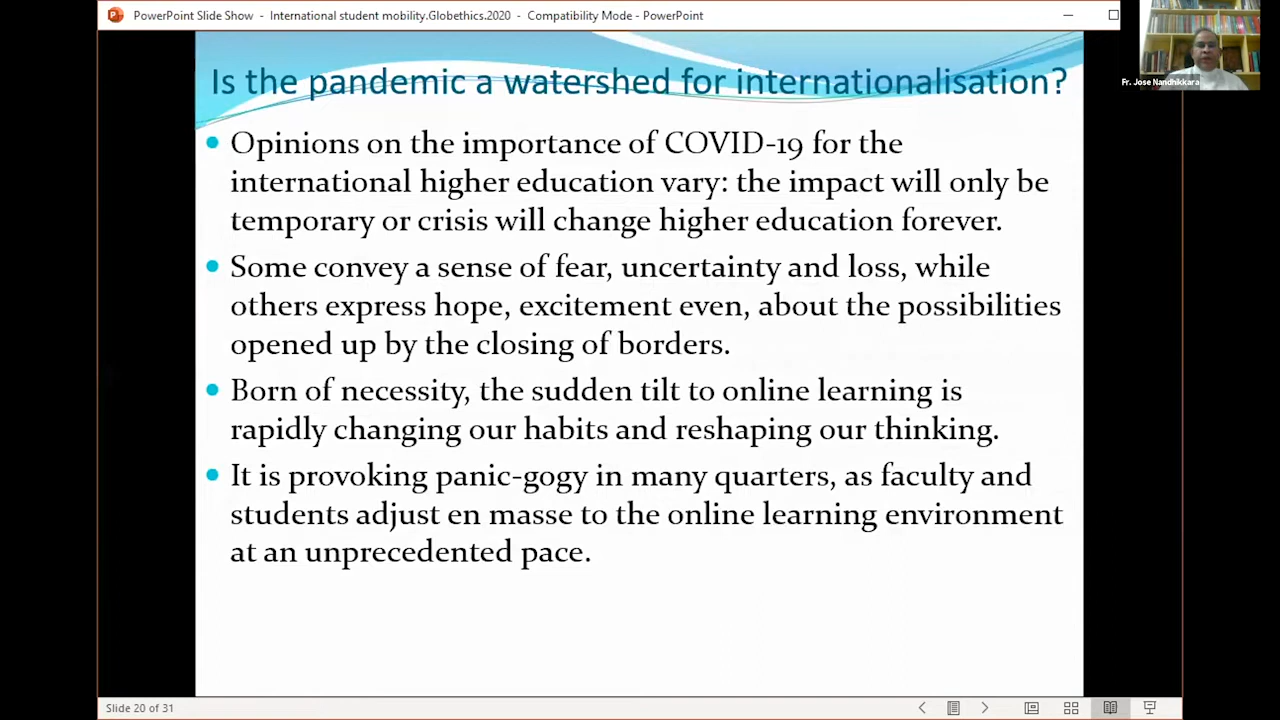 PowerPoint Slide Show - International student mobility.Globethics.2020 - Compatibility Mode - PowerPoint
Fr. Jose Nandhikkara
Is the pandemic a watershed for internationalisation?
Opinions on the importance of COVID-19 for the
international higher education vary: the impact will only be
temporary or crisis will change higher education forever.
Some convey a sense of fear, uncertainty and loss, while
others express hope, excitement even, about the possibilities
opened up by the closing of borders.
Born of necessity, the sudden tilt to online learning is
rapidly changing our habits and reshaping our thinking.
It is provoking panic-gogy in many quarters, as faculty and
students adjust en masse to the online learning environment
at an unprecedented pace.
Slide 20 of 31